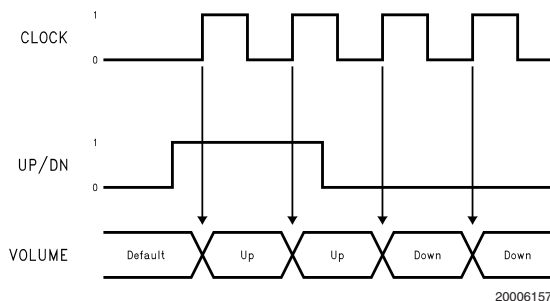 CLOCK
1
0
UP/DN
1
0
VOLUME
Default Up Up Down Down
20006157